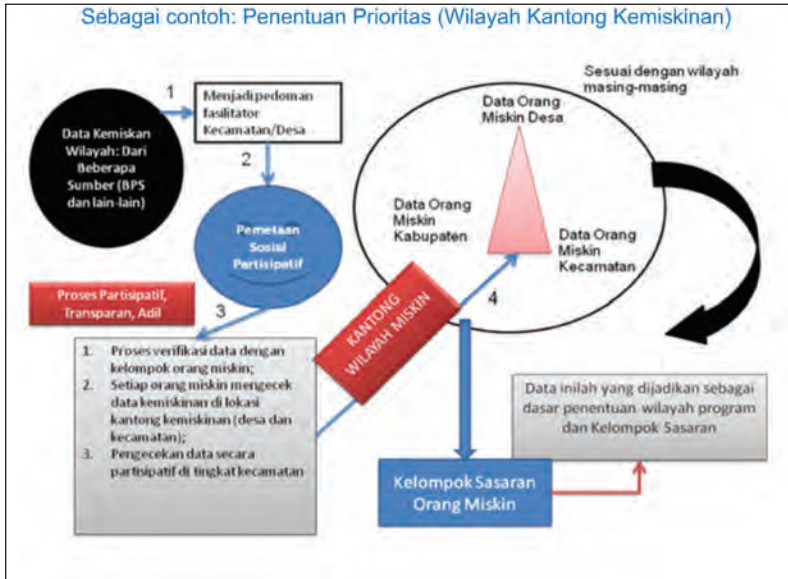 Sebagai contoh: Penentuan Prioritas (Wilayah Kantong Kemiskinan)
1
Menjadi pedoman
fasilitator
Kecamatan/Desa
Data Kemiskan
Wilayah: Dari
Beberapa
Sumber (BPS
dan lain-lain)
2
Pemetaan
Sosial
Partisipatif
Proses Partisipatif,
Transparan, Adil
3
1. Proses verifikasi data dengan
kelompok orang miskin;
2. Setiap orang miskin mengecek
data kemiskinan di lokasi
kantong kemiskinan (desa dan
kecamatan);
3. Pengecekan data secara
partisipatif di tingkat kecamatan
KANTONG
WILAYAH MISKIN
4
Data Orang
Miskin Desa
Data Orang
Miskin
Kabupaten
Data Orang
Miskin
Kecamatan
Sesuai dengan wilayah
masing-masing
Data inilah yang dijadikan sebagai
dasar penentuan wilayah program
dan Kelompok Sasaran
Kelompok Sasaran
Orang Miskin